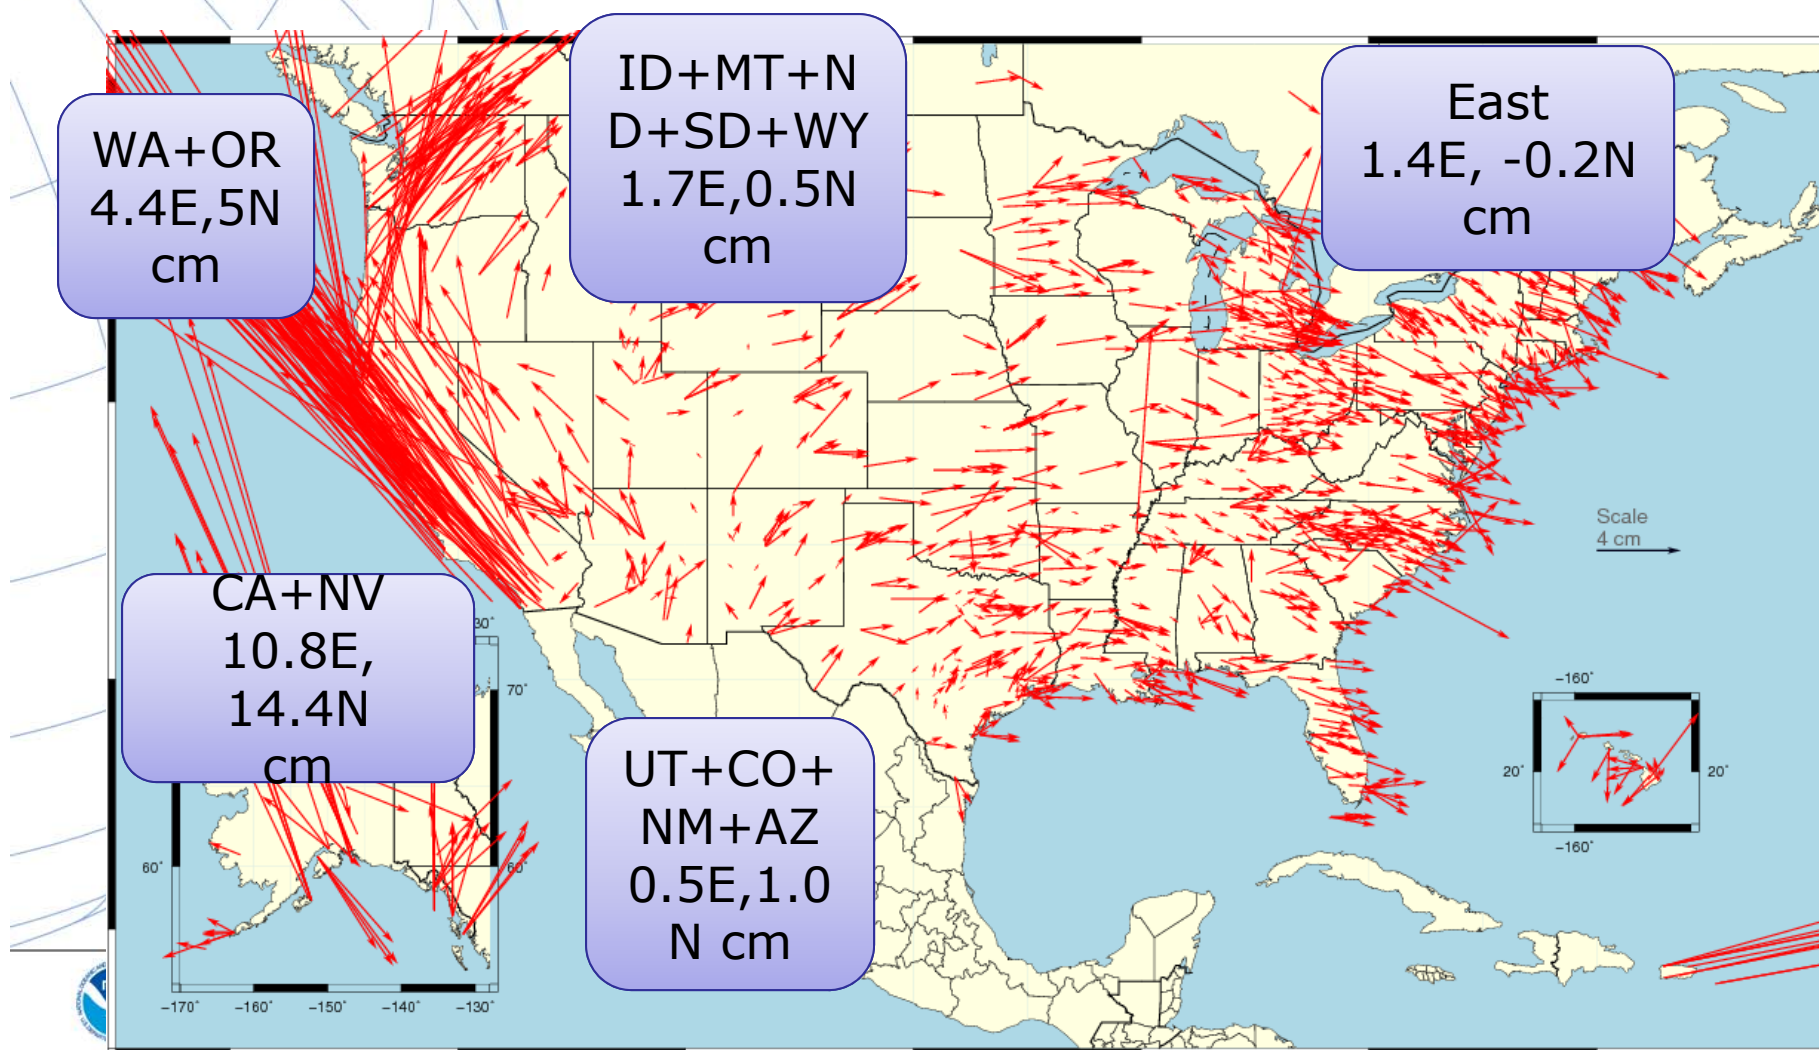 WA+OR
4.4E,5N
cm
ID+MT+N
D+SD+WY
1.7E,0.5N
cm
East
1.4E, -0.2N
cm
Scale
4 cm
CA+NV
10.8E,
14.4N
cm
30°
70°
60°
60°
-170°
-160°
-150°
-140°
-130°
UT+CO+
NM+AZ
0.5E,1.0
N cm
-160°
20°
20°
-160°